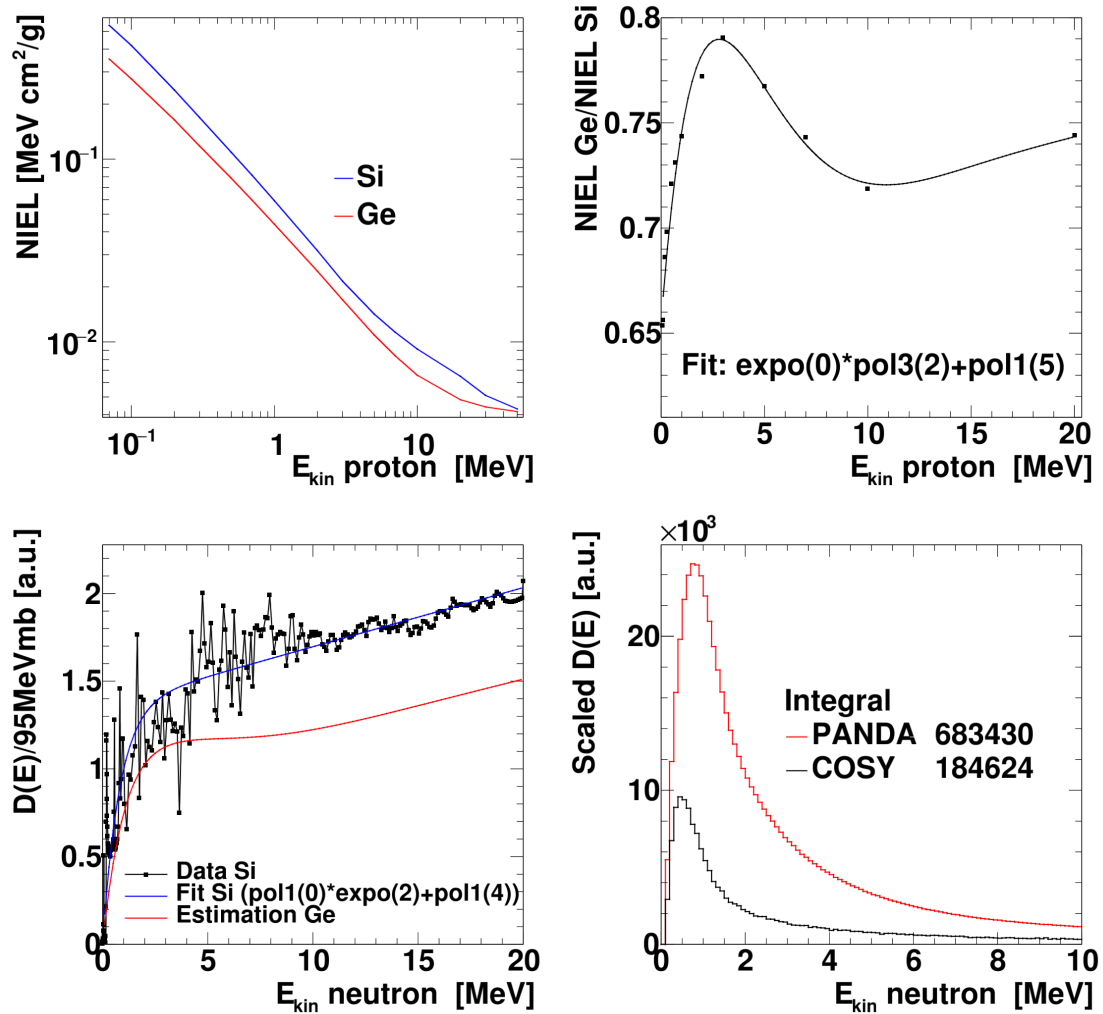 NIEL [MeV cm²/g]
10⁻¹
10⁻²
Si
Ge
10⁻¹ 1 10
E_kin proton [MeV]
NIEL Ge/NIEL Si
0.8
0.75
0.7
0.65
Fit: expo(0)*pol3(2)+pol1(5)
0 5 10 15 20
E_kin proton [MeV]
D(E)/95MeVmb [a.u.]
2
1.5
1
0.5
0
Data Si
Fit Si (pol1(0)*expo(2)+pol1(4))
Estimation Ge
0 5 10 15 20
E_kin neutron [MeV]
×10³
Scaled D(E) [a.u.]
20
10
0
Integral
PANDA 683430
COSY 184624
0 2 4 6 8 10
E_kin neutron [MeV]